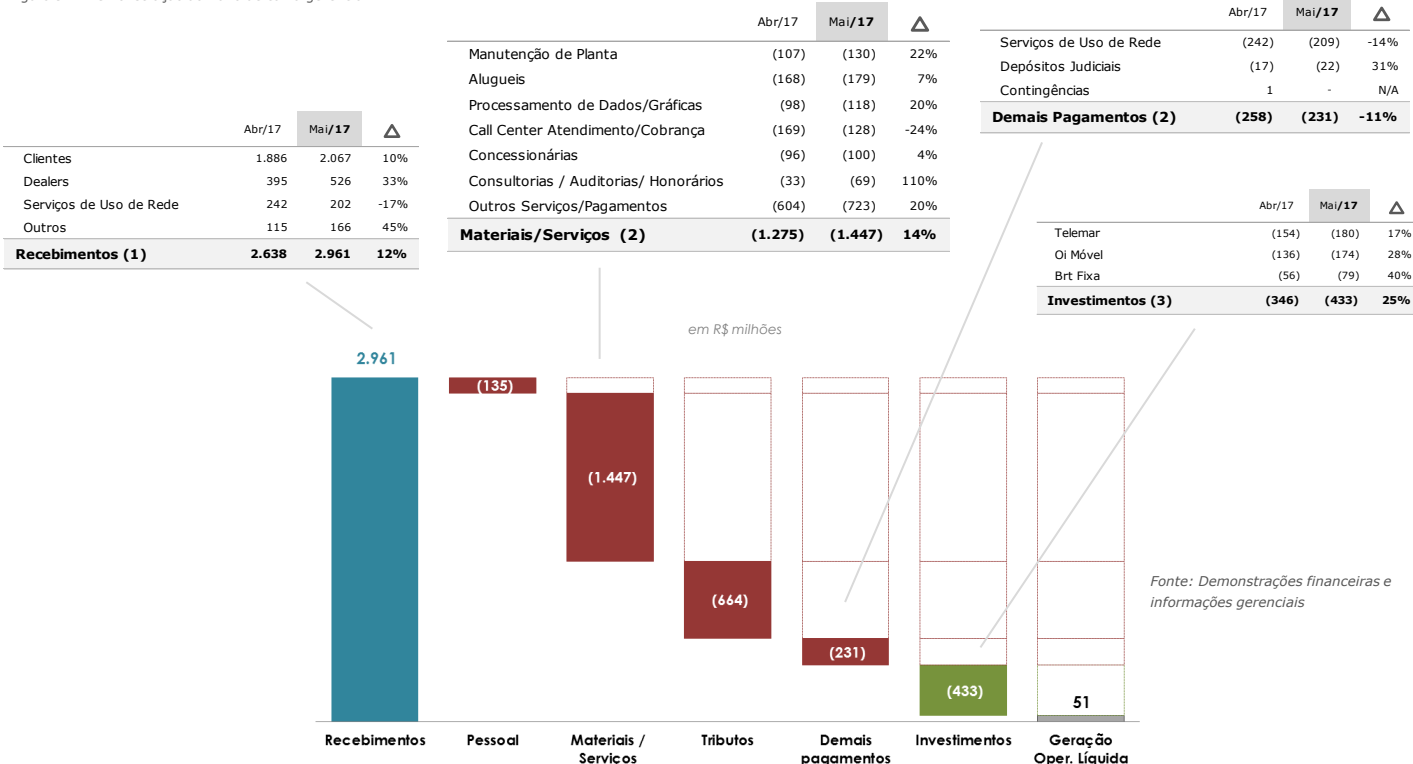 Abr/17 Mai/17 △
Clientes 1.886 2.067 10%
Dealers 395 526 33%
Serviços de Uso de Rede 242 202 -17%
Outros 115 166 45%
Recebimentos (1) 2.638 2.961 12%
Abr/17 Mai/17 △
Manutenção de Planta (107) (130) 22%
Alugueis (168) (179) 7%
Processamento de Dados/Gráficas (98) (118) 20%
Call Center Atendimento/Cobrança (169) (128) -24%
Concessionárias (96) (100) 4%
Consultorias / Auditorias/ Honorários (33) (69) 110%
Outros Serviços/Pagamentos (604) (723) 20%
Materiais/Serviços (2) (1.275) (1.447) 14%
Abr/17 Mai/17 △
Serviços de Uso de Rede (242) (209) -14%
Depósitos Judiciais (17) (22) 31%
Contingências 1 - N/A
Demais Pagamentos (2) (258) (231) -11%
Abr/17 Mai/17 △
Telemar (154) (180) 17%
Oi Móvel (136) (174) 28%
Brt Fixa (56) (79) 40%
Investimentos (3) (346) (433) 25%
em R$ milhões
2.961
(135)
(1.447)
(664)
(231)
(433)
51
Fonte: Demonstrações financeiras e
informações gerenciais
Recebimentos Pessoal Materiais / Tributos Demais Investimentos Geração
Serviços pagamentos Oper. Líquida